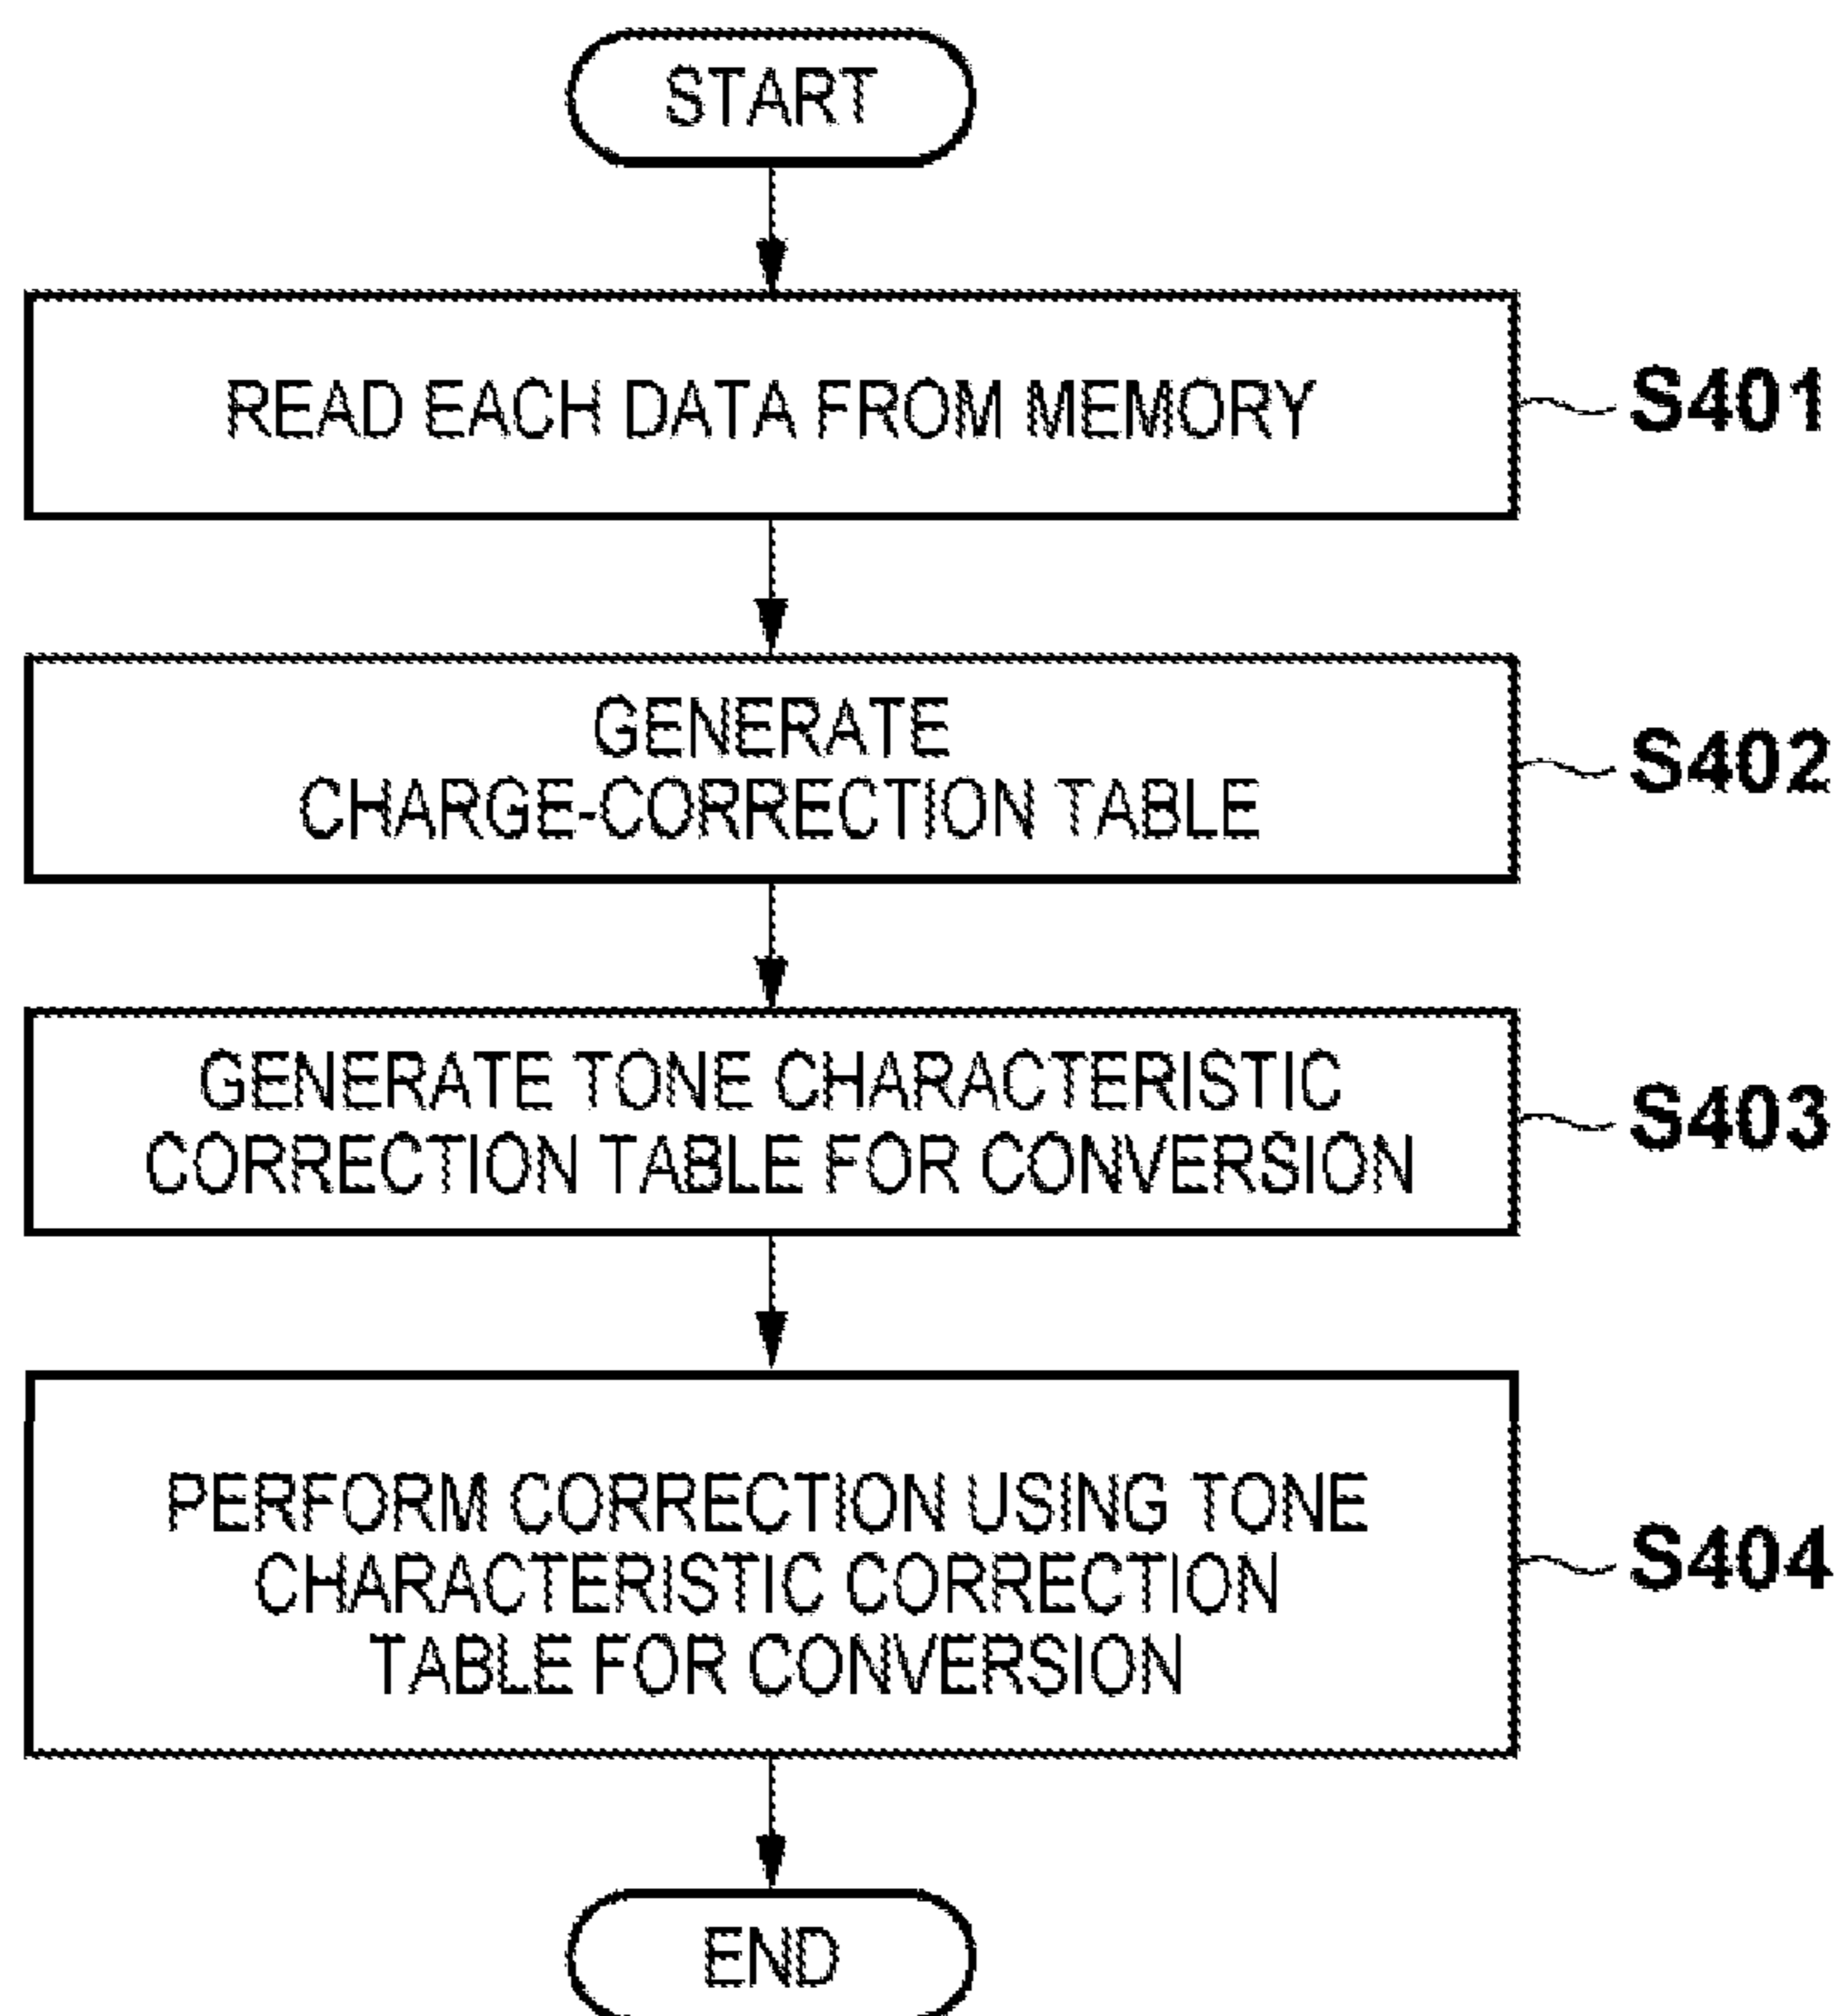 START
READ EACH DATA FROM MEMORY
S401
GENERATE
CHARGE-CORRECTION TABLE
S402
GENERATE TONE CHARACTERISTIC
CORRECTION TABLE FOR CONVERSION
S403
PERFORM CORRECTION USING TONE
CHARACTERISTIC CORRECTION
TABLE FOR CONVERSION
S404
END